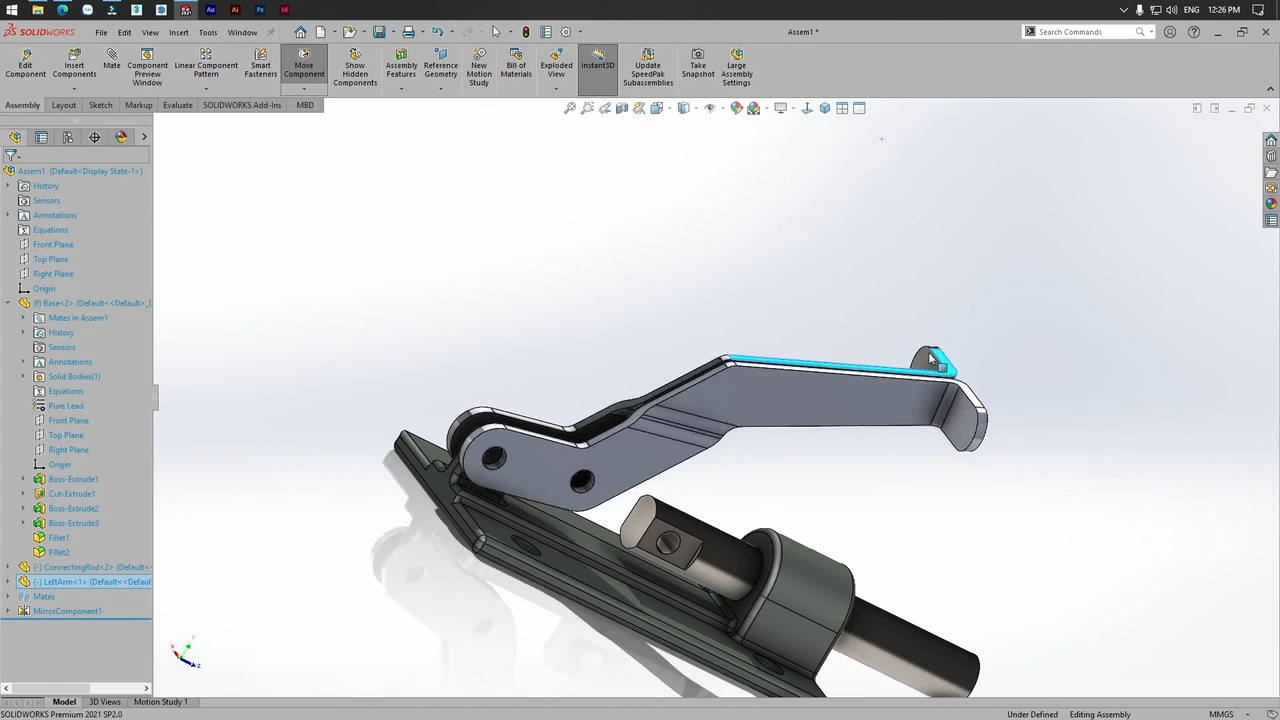 Au
Ai
Ps
Id
2021
ENG
12:26 PM
SOLIDWORKS
File
Edit
View
Insert
Tools
Window
Assem1 *
Search Commands
Edit Component
Insert Components
Mate
Component Preview Window
Linear Component Pattern
Smart Fasteners
Move Component
Show Hidden Components
Assembly Features
Reference Geometry
New Motion Study
Bill of Materials
Exploded View
Instant3D
Update SpeedPak Subassemblies
Take Snapshot
Large Assembly Settings
Assembly
Layout
Sketch
Markup
Evaluate
SOLIDWORKS Add-Ins
MBD
Assem1 (Default<Display State-1>)
History
Sensors
Annotations
Equations
Front Plane
Top Plane
Right Plane
Origin
(f) Base<2> (Default<<Default>_D
Mates in Assem1
History
Sensors
Annotations
Solid Bodies(1)
Equations
Pure Lead
Front Plane
Top Plane
Right Plane
Origin
Boss-Extrude1
Cut-Extrude1
Boss-Extrude2
Boss-Extrude3
Fillet1
Fillet2
(-) ConnectingRod<2> (Default<
(-) LeftArm<1> (Default<<Defaul
Mates
MirrorComponent1
Y
X
Z
Model
3D Views
Motion Study 1
SOLIDWORKS Premium 2021 SP2.0
Under Defined
Editing Assembly
MMGS